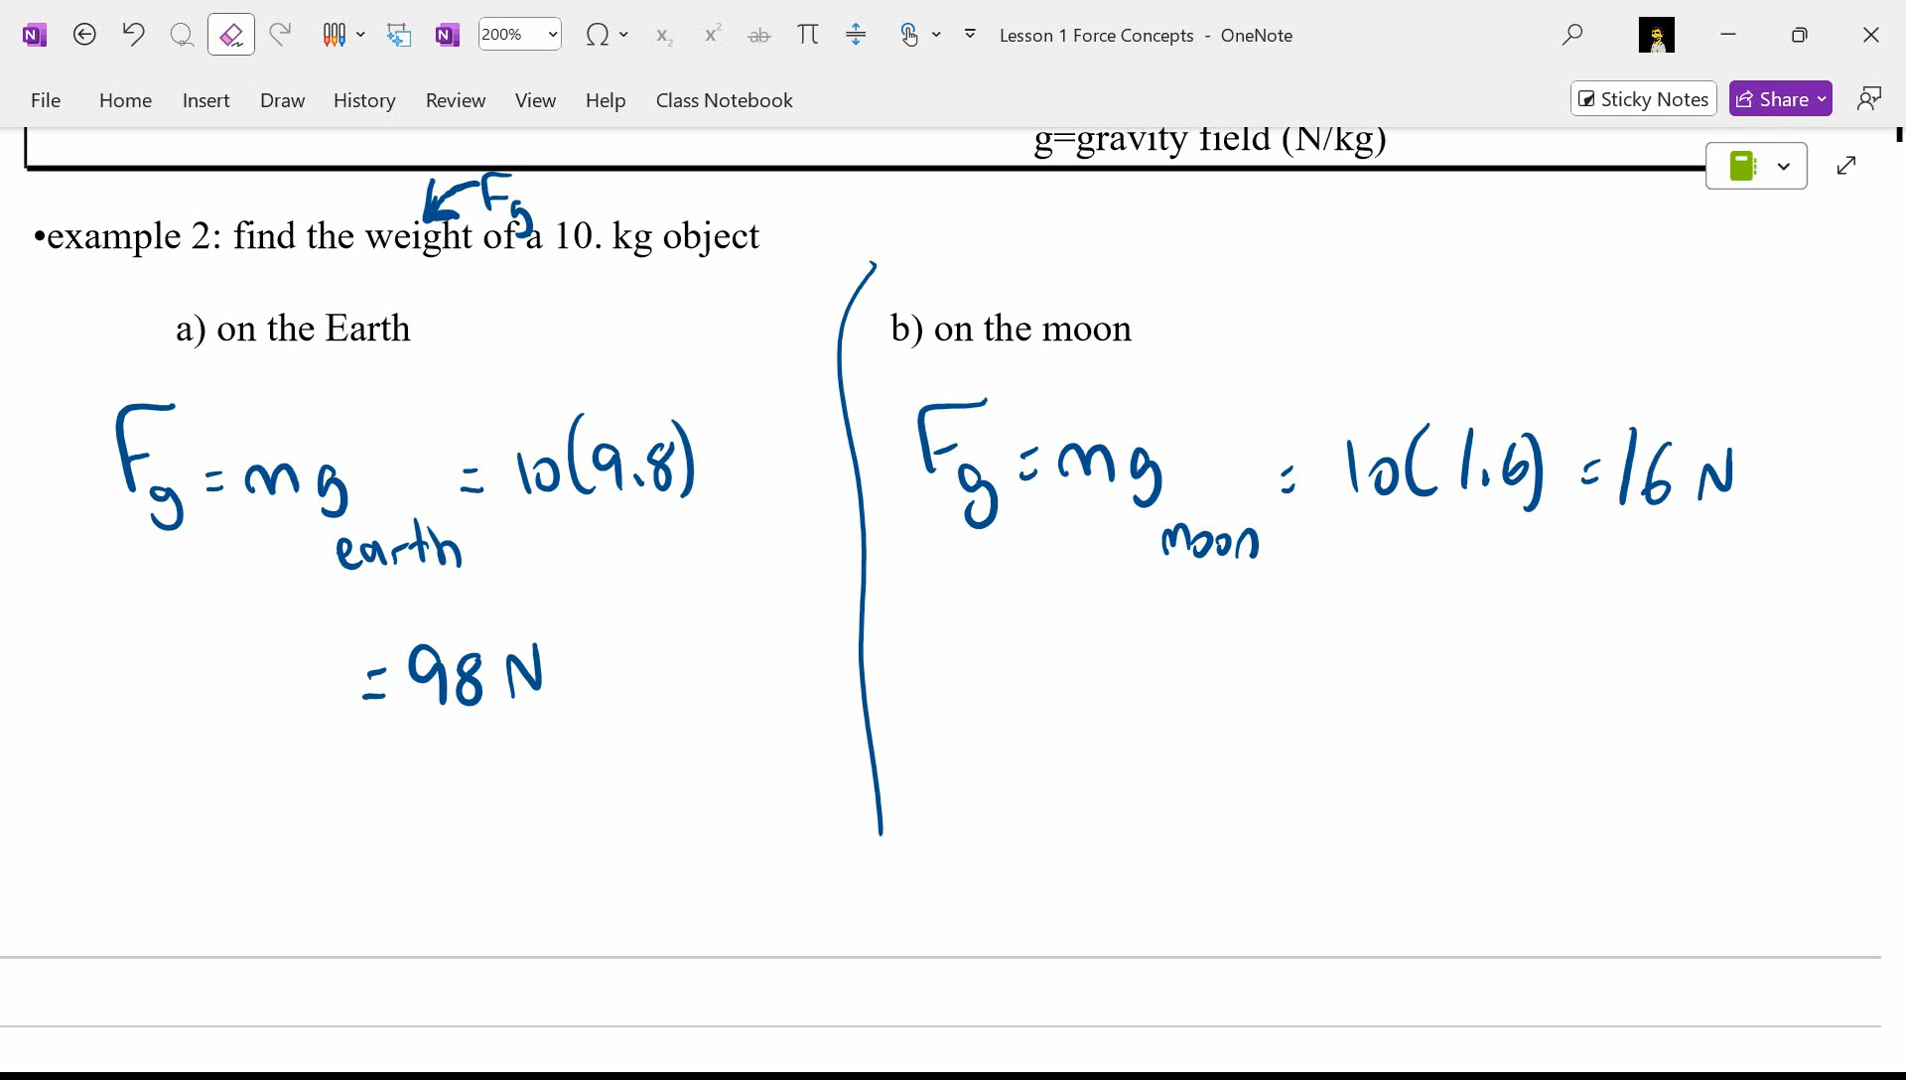 200%
Lesson 1 Force Concepts - OneNote
File Home Insert Draw History Review View Help Class Notebook
Sticky Notes Share
g=gravity field (N/kg)
Fg
•example 2: find the weight of a 10. kg object
a) on the Earth
b) on the moon
Fg = mg earth = 10(9.8)
= 98 N
Fg = mg moon = 10(1.6) = 16 N